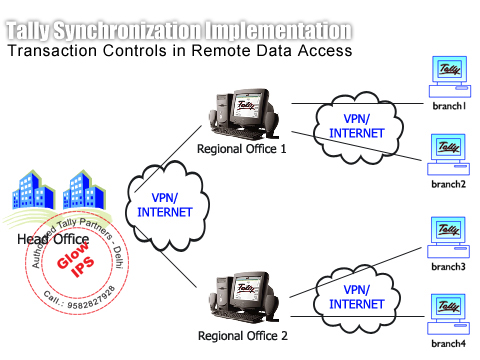 Tally Synchronization Implementation
Transaction Controls in Remote Data Access
Tally
branch1
VPN/
INTERNET
Tally
Regional Office 1
Tally
branch2
VPN/
INTERNET
Head Office
Authorized Tally Partners - Delhi
Glow
IPS
Call.: 9582827928
Tally
branch3
Tally
Regional Office 2
VPN/
INTERNET
Tally
branch4